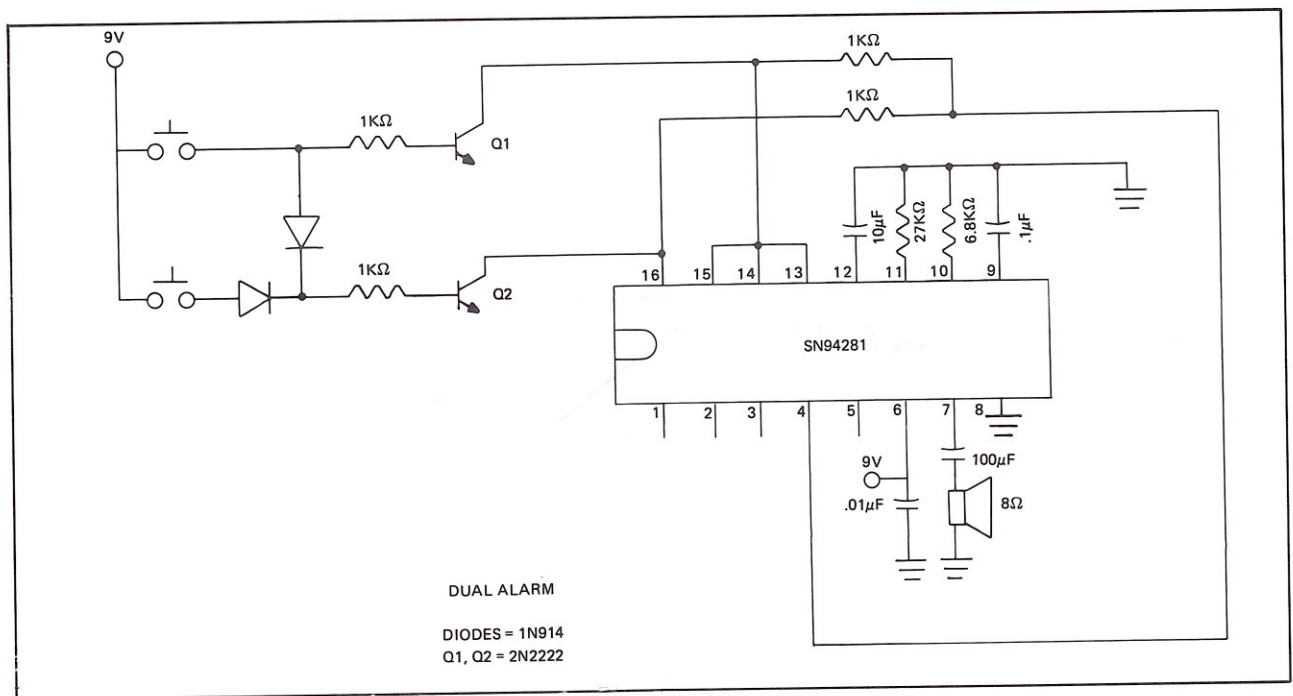 9V
1KΩ
1KΩ
1KΩ
Q1
10μF
27KΩ
6.8KΩ
.1μF
1KΩ
Q2
16 15 14 13 12 11 10 9
SN94281
1 2 3 4 5 6 7 8
9V
100μF
.01μF
8Ω
DUAL ALARM
DIODES = 1N914
Q1, Q2 = 2N2222